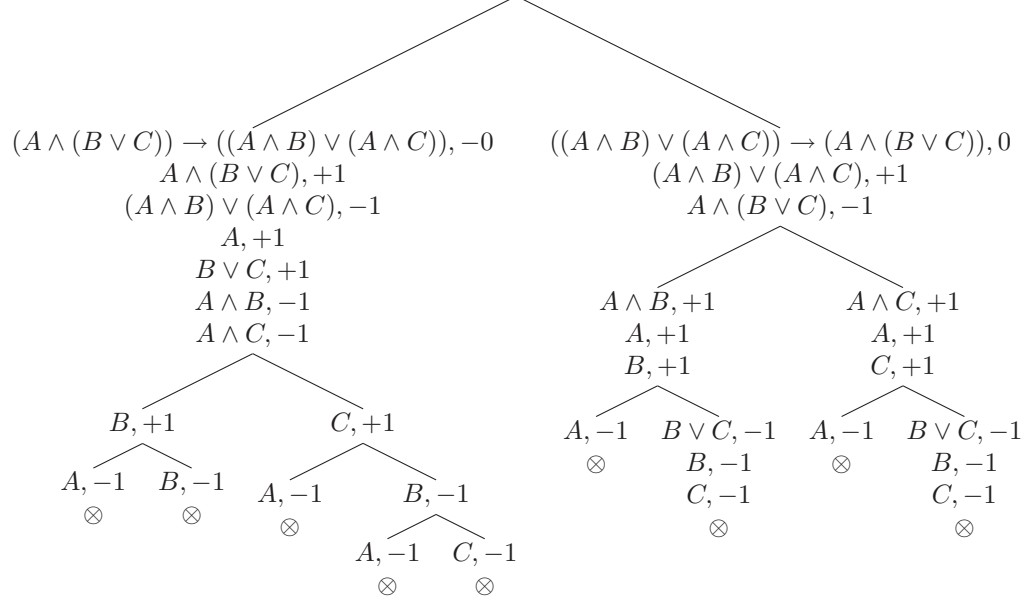 (A ∧ (B ∨ C)) → ((A ∧ B) ∨ (A ∧ C)), −0
A ∧ (B ∨ C), +1
(A ∧ B) ∨ (A ∧ C), −1
A, +1
B ∨ C, +1
A ∧ B, −1
A ∧ C, −1
B, +1 C, +1
A, −1 B, −1 A, −1 B, −1
⊗ ⊗ ⊗
A, −1 C, −1
⊗ ⊗
((A ∧ B) ∨ (A ∧ C)) → (A ∧ (B ∨ C)), 0
(A ∧ B) ∨ (A ∧ C), +1
A ∧ (B ∨ C), −1
A ∧ B, +1 A ∧ C, +1
A, +1 A, +1
B, +1 C, +1
A, −1 B ∨ C, −1 A, −1 B ∨ C, −1
⊗ B, −1 ⊗ B, −1
C, −1 C, −1
⊗ ⊗